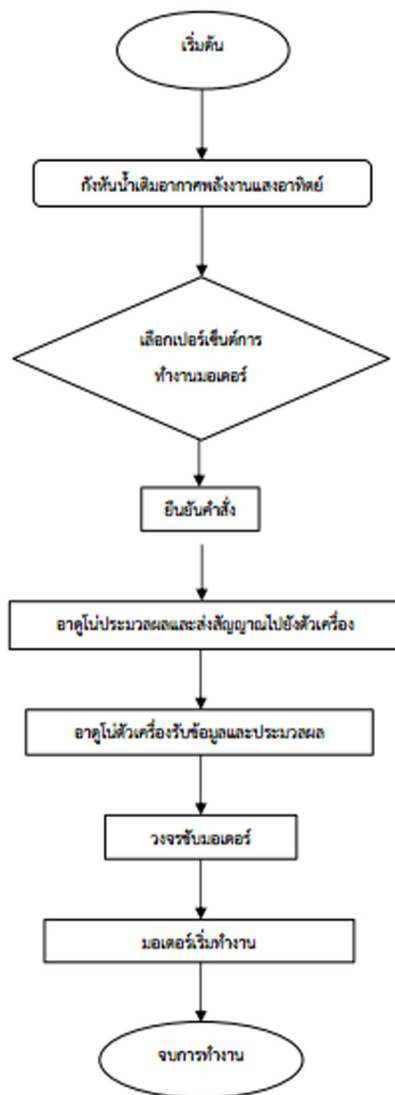 เริ่มต้น
กังหันน้ำเติมอากาศพลังงานแสงอาทิตย์
เลือกเปอร์เซ็นต์การ
ทำงานมอเตอร์
ยืนยันคำสั่ง
อาดูโน่ประมวลผลและส่งสัญญาณไปยังตัวเครื่อง
อาดูโน่ตัวเครื่องรับข้อมูลและประมวลผล
วงจรขับมอเตอร์
มอเตอร์เริ่มทำงาน
จบการทำงาน